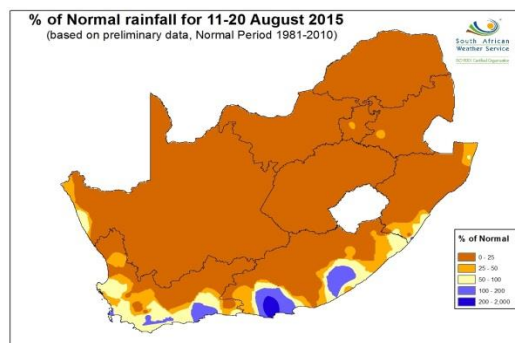 % of Normal rainfall for 11-20 August 2015
(based on preliminary data, Normal Period 1981-2010)
South African
Weather Service
% of Normal
0 - 25
25 - 50
50 - 100
100 - 200
200 - 2,000